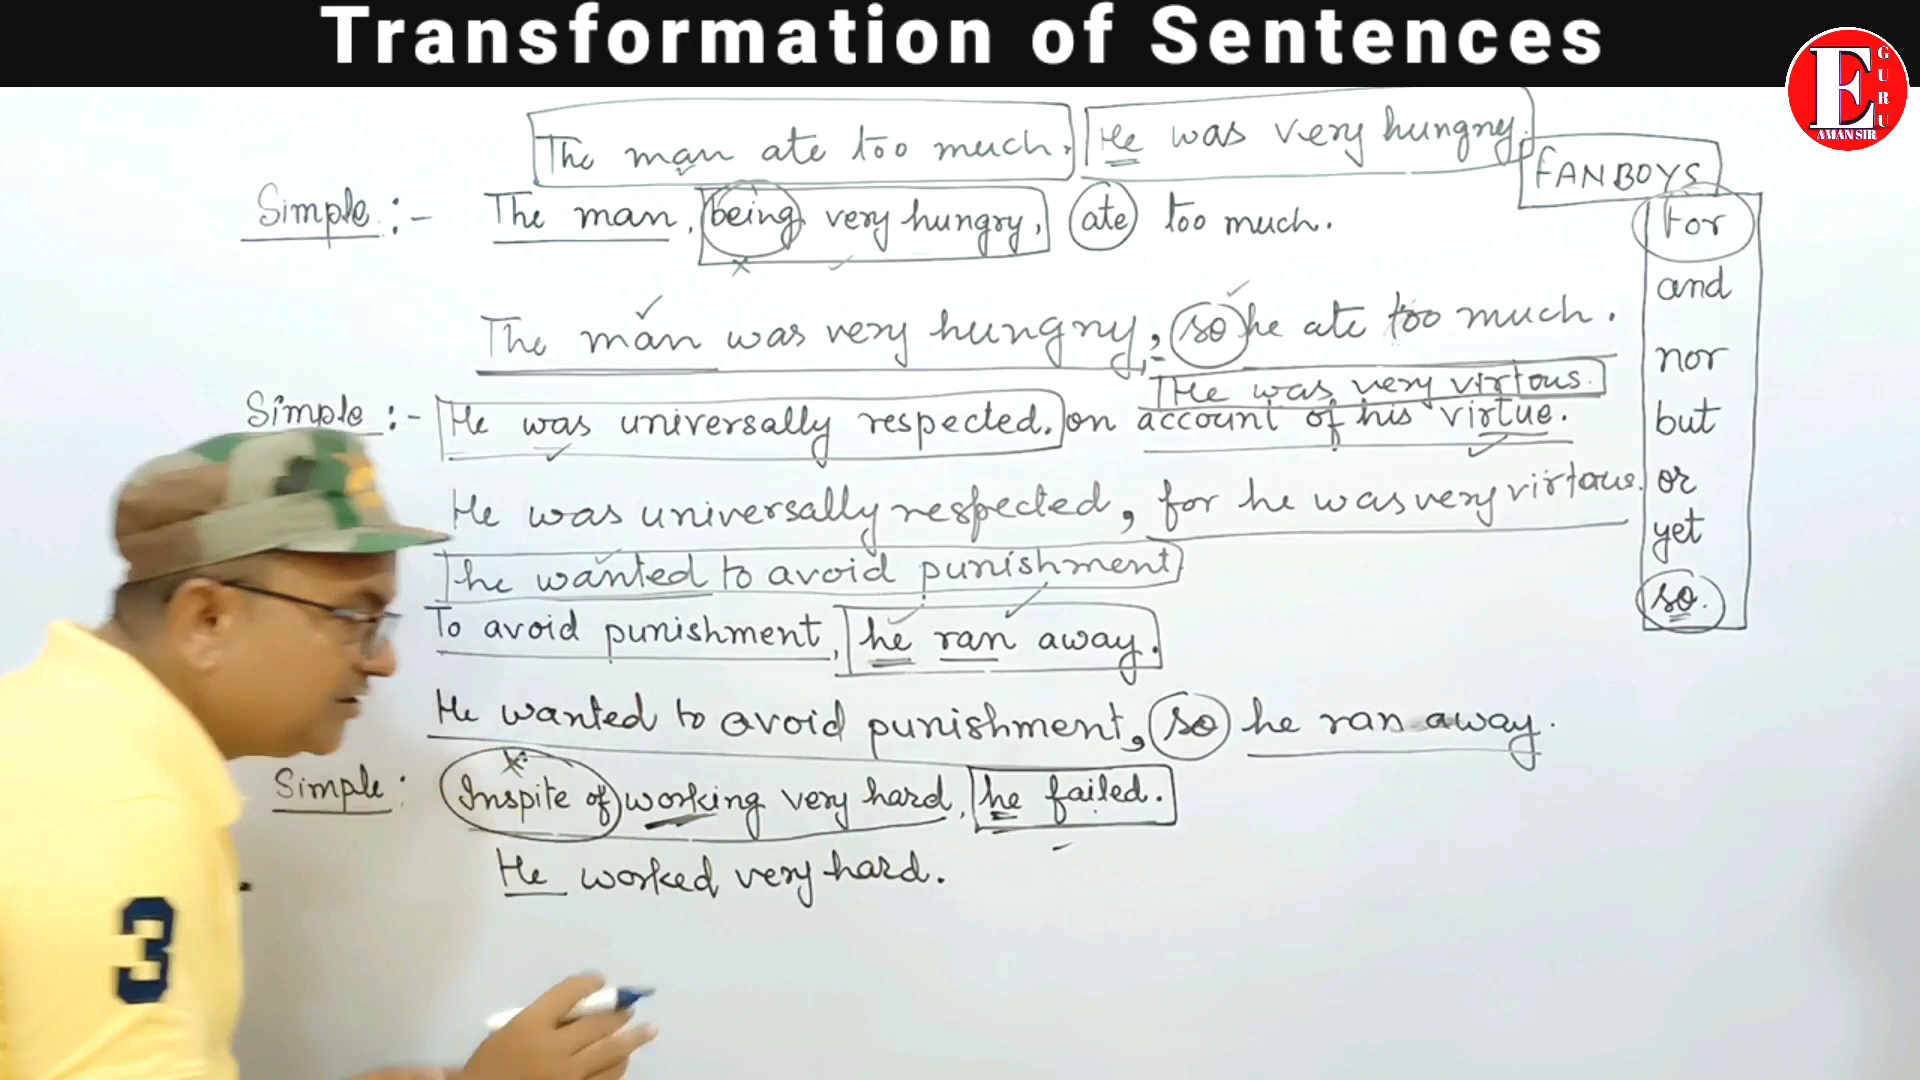 Transformation of Sentences
E GURU
AMAN SIR
The man ate too much. He was very hungry.
FANBOYS
Simple :- The man, being very hungry, ate too much.
For
and
nor
but
or
yet
so.
The man was very hungry, so he ate too much.
He was very virtous.
Simple :- He was universally respected. on account of his virtue.
He was universally respected, for he was very virtous.
he wanted to avoid punishment
To avoid punishment, he ran away.
He wanted to avoid punishment, so he ran away.
Simple : Inspite of working very hard, he failed.
He worked very hard.
3